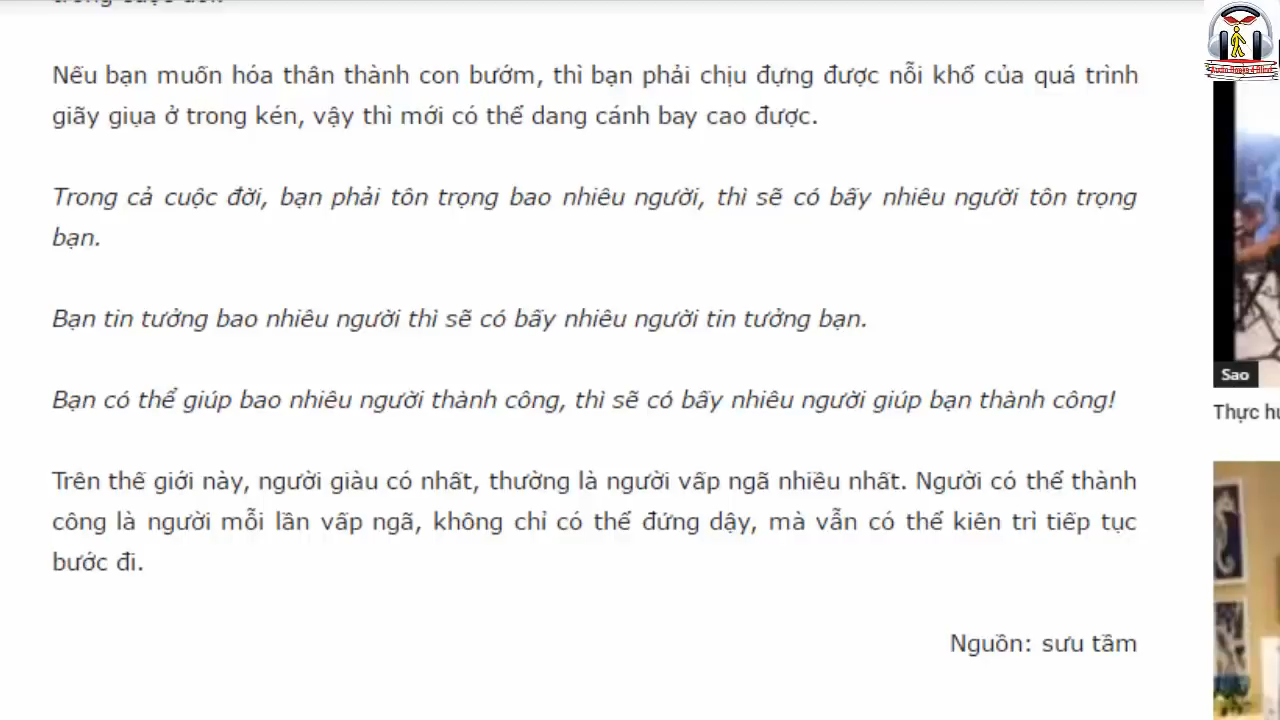 Nếu bạn muốn hóa thân thành con bướm, thì bạn phải chịu đựng được nỗi khổ của quá trình
giãy giụa ở trong kén, vậy thì mới có thể dang cánh bay cao được.
Trong cả cuộc đời, bạn phải tôn trọng bao nhiêu người, thì sẽ có bấy nhiêu người tôn trọng
bạn.
Bạn tin tưởng bao nhiêu người thì sẽ có bấy nhiêu người tin tưởng bạn.
Bạn có thể giúp bao nhiêu người thành công, thì sẽ có bấy nhiêu người giúp bạn thành công!
Trên thế giới này, người giàu có nhất, thường là người vấp ngã nhiều nhất. Người có thể thành
công là người mỗi lần vấp ngã, không chỉ có thể đứng dậy, mà vẫn có thể kiên trì tiếp tục
bước đi.
Nguồn: sưu tầm
Sao
Thực